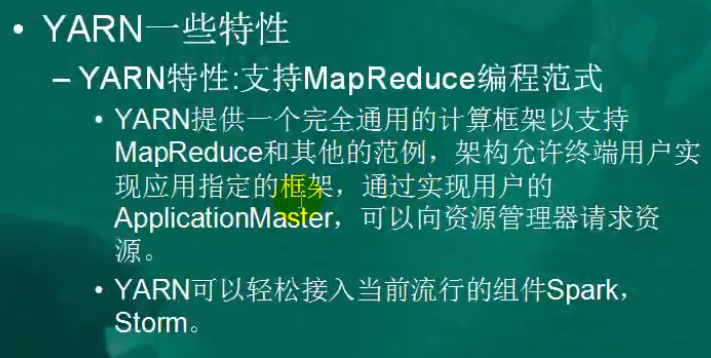 • YARN一些特性
– YARN特性:支持MapReduce编程范式
• YARN提供一个完全通用的计算框架以支持
MapReduce和其他的范例，架构允许终端用户实
现应用指定的框架，通过实现用户的
ApplicationMaster，可以向资源管理器请求资
源。
• YARN可以轻松接入当前流行的组件Spark，
Storm。